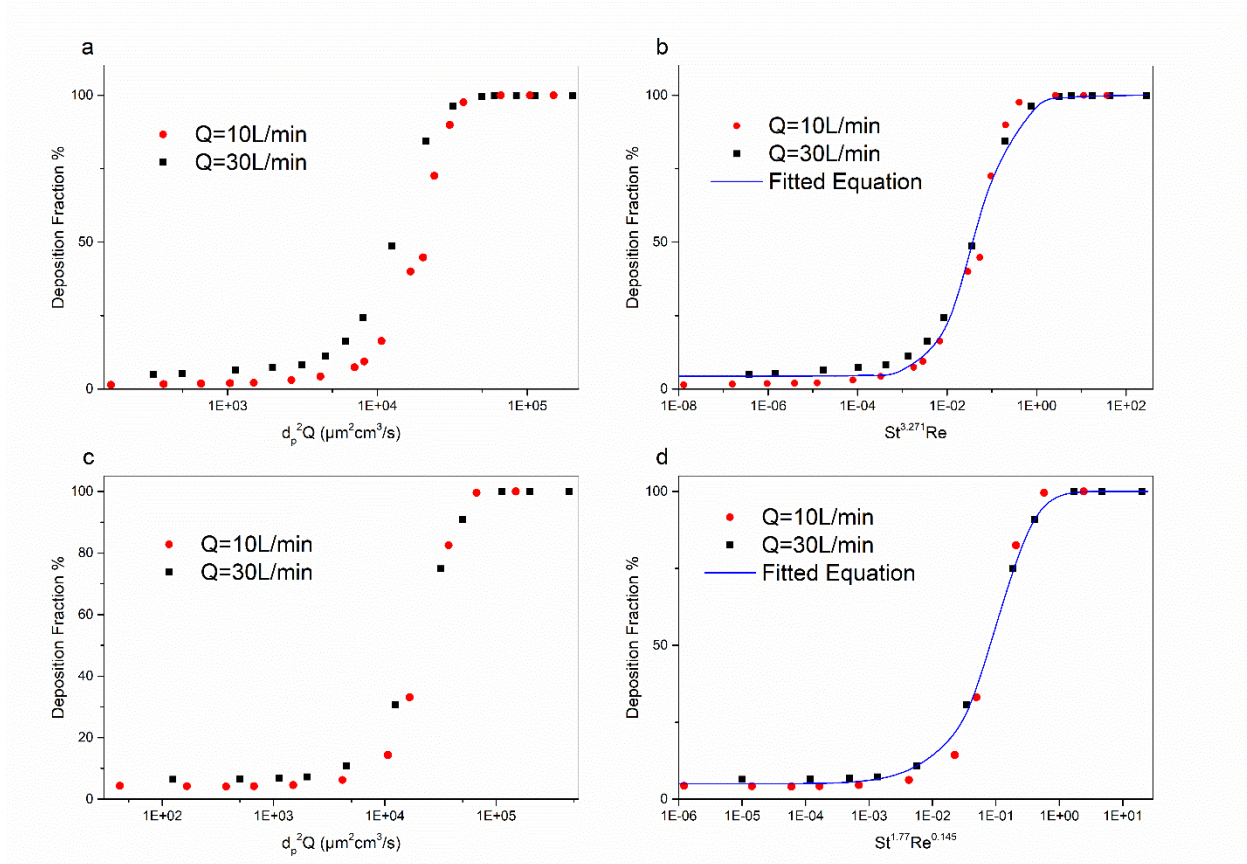 a
100
50
0
Deposition Fraction %
Q=10L/min
Q=30L/min
1E+03 1E+04 1E+05
dₚ²Q (µm²cm³/s)
b
100
50
0
Deposition Fraction %
Q=10L/min
Q=30L/min
Fitted Equation
1E-08 1E-06 1E-04 1E-02 1E+00 1E+02
St³·²⁷¹Re
c
100
80
60
40
20
0
Deposition Fraction %
Q=10L/min
Q=30L/min
1E+02 1E+03 1E+04 1E+05
dₚ²Q (µm²cm³/s)
d
100
50
0
Deposition Fraction %
Q=10L/min
Q=30L/min
Fitted Equation
1E-06 1E-05 1E-04 1E-03 1E-02 1E-01 1E+00 1E+01
St¹·⁷⁷Re⁰·¹⁴⁵